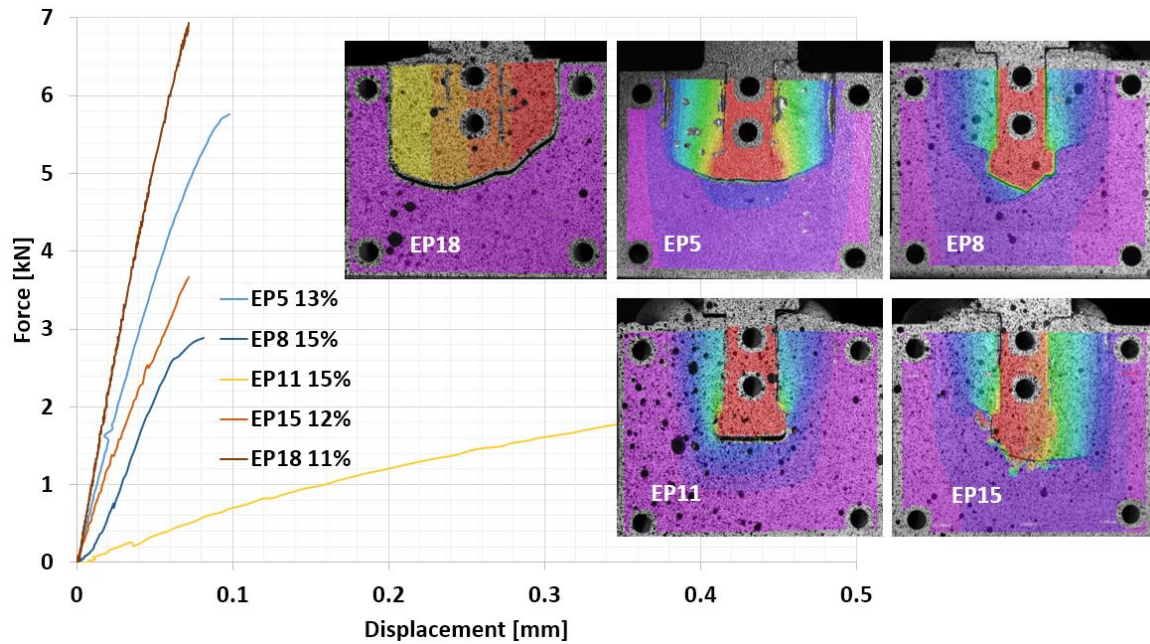 Force [kN]
7
6
5
4
3
2
1
0
EP5 13%
EP8 15%
EP11 15%
EP15 12%
EP18 11%
EP18
EP5
EP8
EP11
EP15
0 0.1 0.2 0.3 0.4 0.5
Displacement [mm]